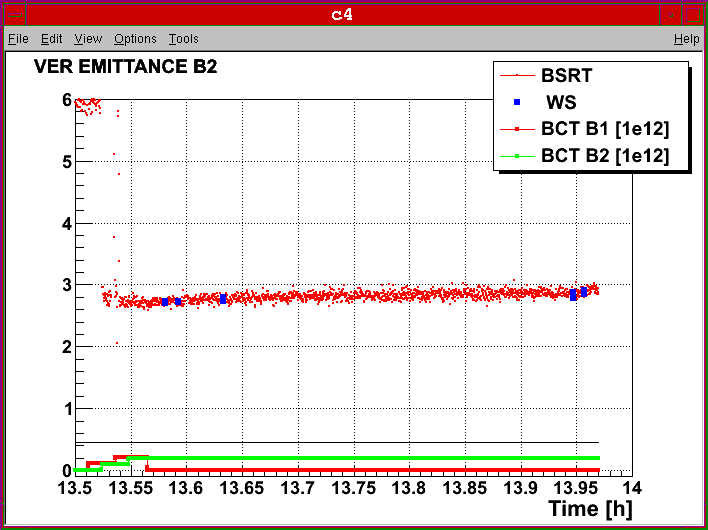 c4
File Edit View Options Tools Help
VER EMITTANCE B2
BSRT
WS
BCT B1 [1e12]
BCT B2 [1e12]
6
5
4
3
2
1
0
13.5 13.55 13.6 13.65 13.7 13.75 13.8 13.85 13.9 13.95 14
Time [h]